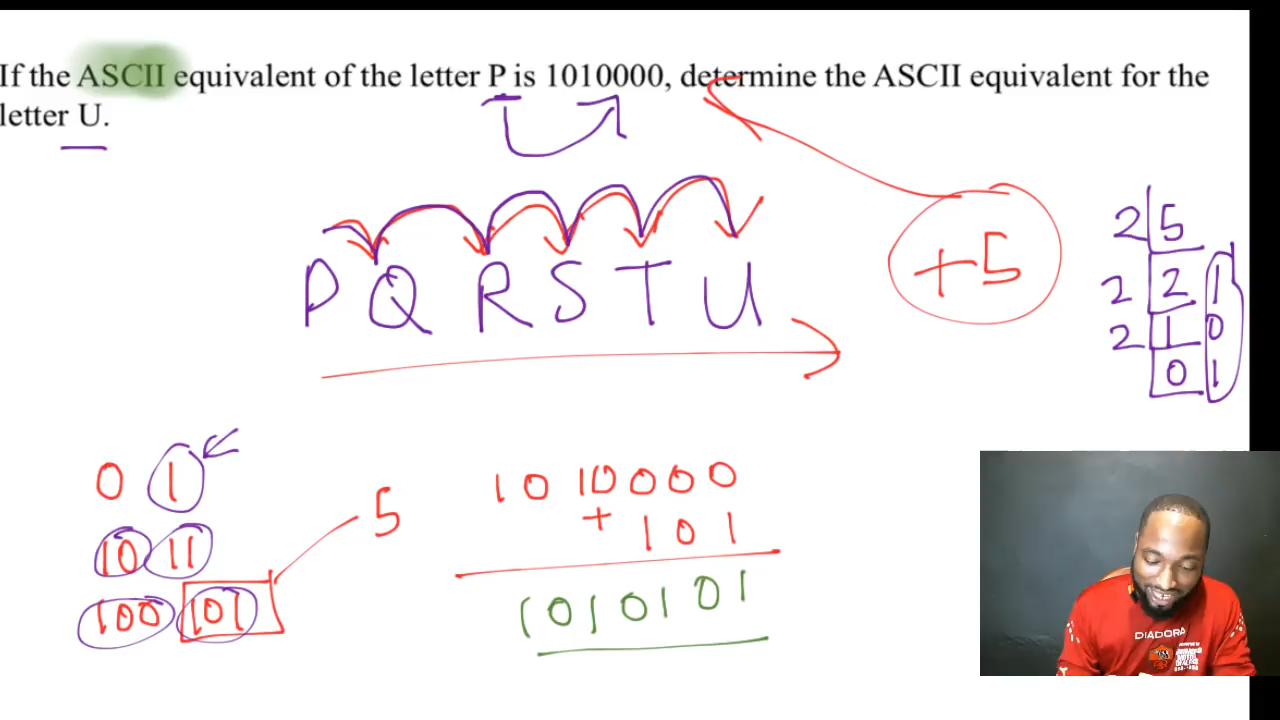 If the ASCII equivalent of the letter P is 1010000, determine the ASCII equivalent for the
letter U.
+5
2 5
2 2 1
2 1 0
0 1
P Q R S T U
0 1
10 11
100 101
5
1010000
+ 101
1010101
DIADORA